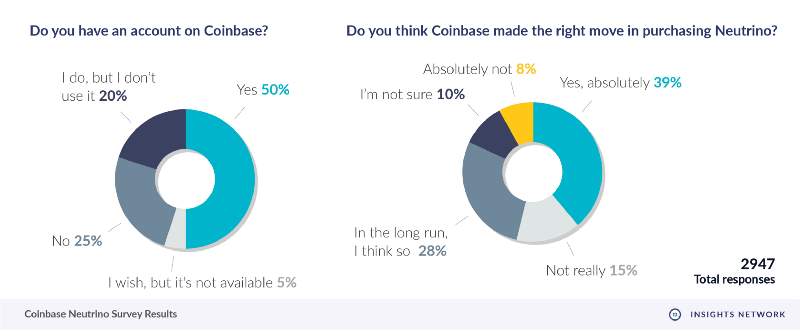 Do you have an account on Coinbase?
I do, but I don't
use it 20%
Yes 50%
No 25%
I wish, but it's not available 5%
Do you think Coinbase made the right move in purchasing Neutrino?
Absolutely not 8%
I'm not sure 10%
Yes, absolutely 39%
In the long run,
I think so 28%
Not really 15%
2947
Total responses
Coinbase Neutrino Survey Results
INSIGHTS NETWORK